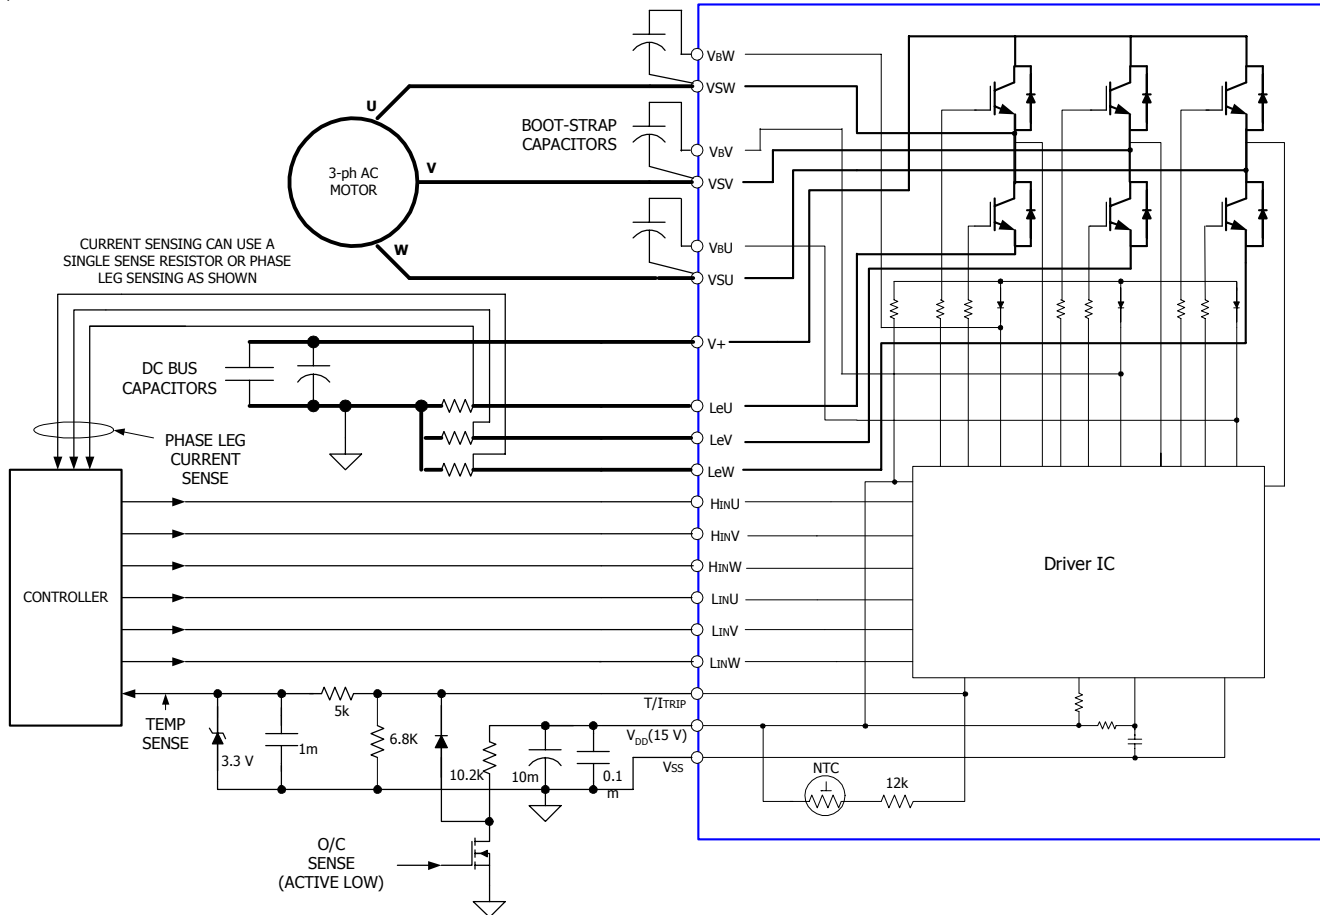 VBW
U
VSW
BOOT-STRAP
CAPACITORS
VBV
3-ph AC
MOTOR
V
VSV
CURRENT SENSING CAN USE A
SINGLE SENSE RESISTOR OR PHASE
LEG SENSING AS SHOWN
W
VBU
VSU
V+
DC BUS
CAPACITORS
LeU
LeV
LeW
PHASE LEG
CURRENT
SENSE
HINU
HINV
HINW
LINU
LINV
LINW
CONTROLLER
Driver IC
T/ITRIP
5k
TEMP
SENSE
3.3 V
1m
6.8K
10.2k
10m
0.1
m
VDD(15 V)
VSS
NTC
12k
O/C
SENSE
(ACTIVE LOW)